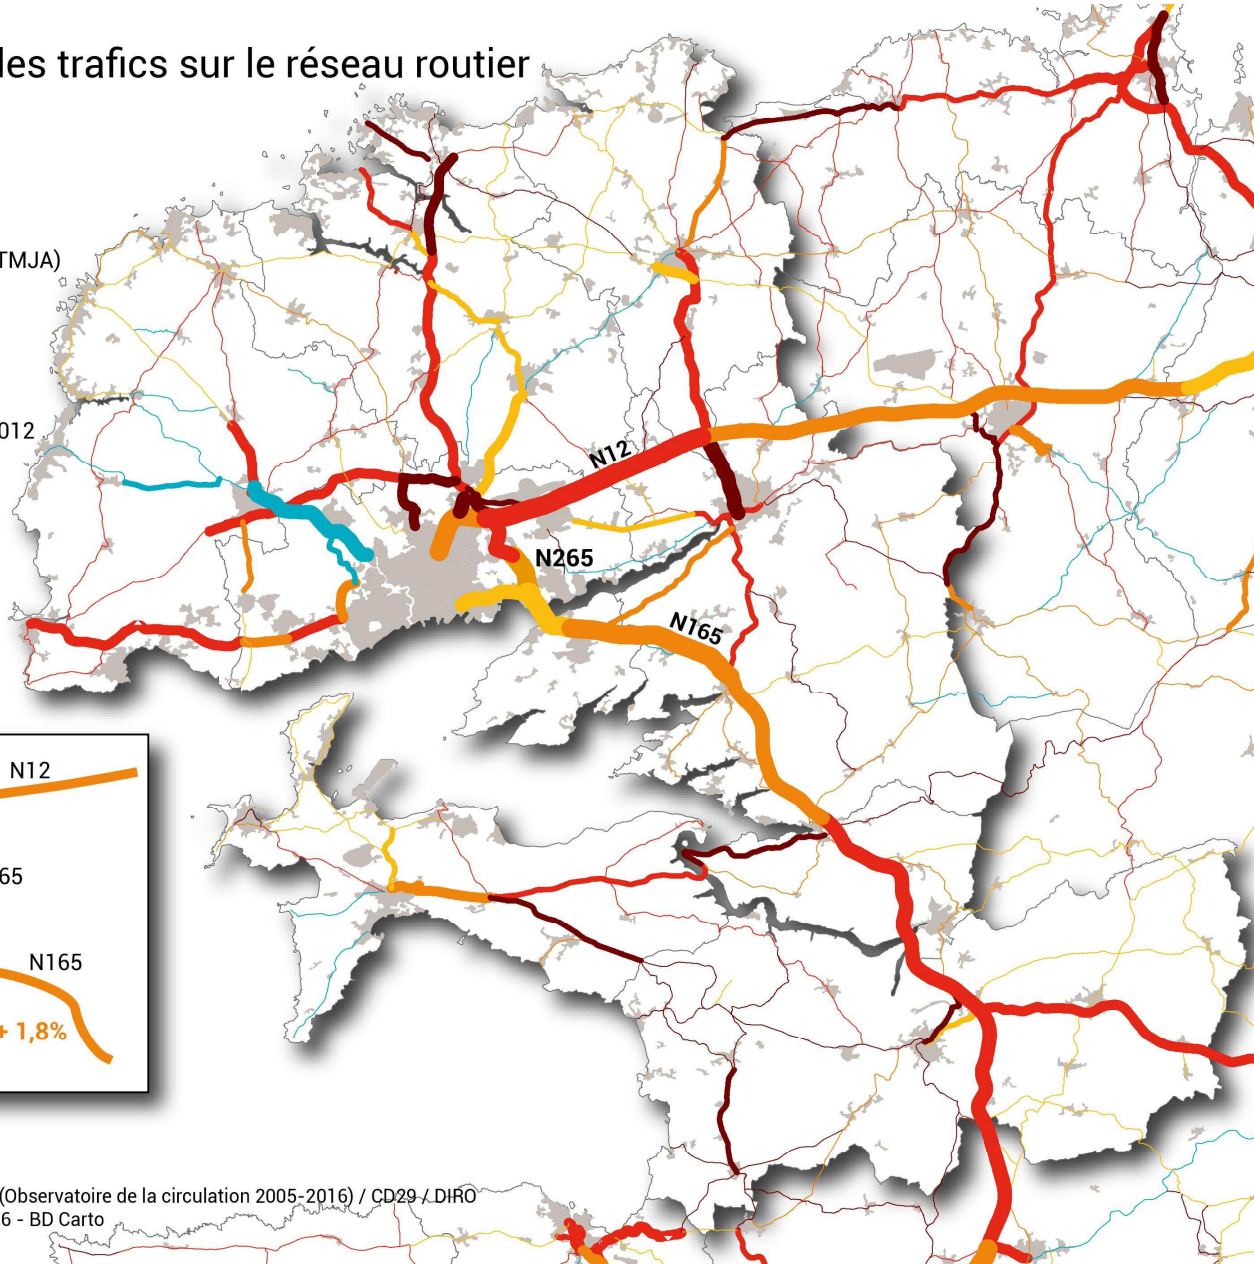 les trafics sur le réseau routier
TMJA)
012
N12
N265
N165
N12
65
N165
+ 1,8%
(Observatoire de la circulation 2005-2016) / CD29 / DIRO
6 - BD Carto